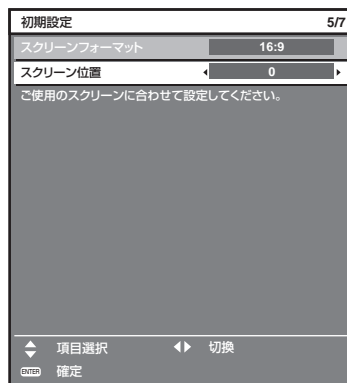 初期設定 5/7
スクリーンフォーマット 16:9
スクリーン位置 0
ご使用のスクリーンに合わせて設定してください。
項目選択 切換
ENTER 確定